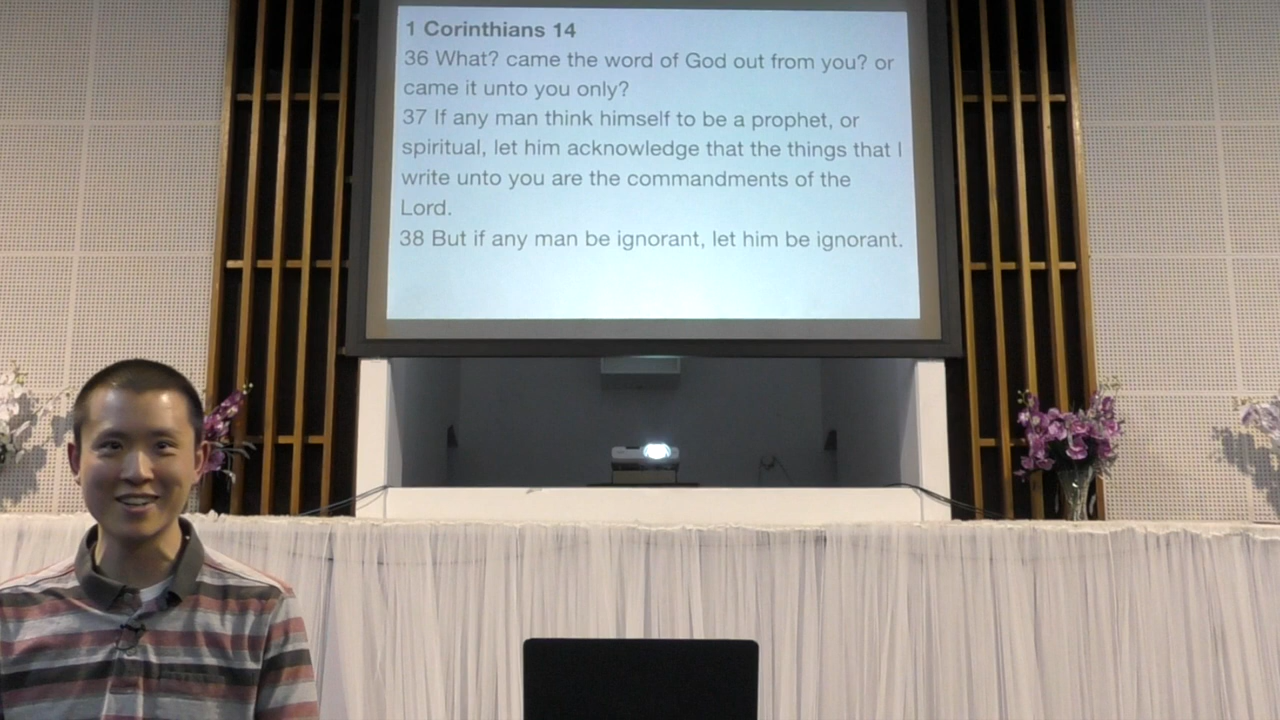 1 Corinthians 14
36 What? came the word of God out from you? or
came it unto you only?
37 If any man think himself to be a prophet, or
spiritual, let him acknowledge that the things that I
write unto you are the commandments of the
Lord.
38 But if any man be ignorant, let him be ignorant.